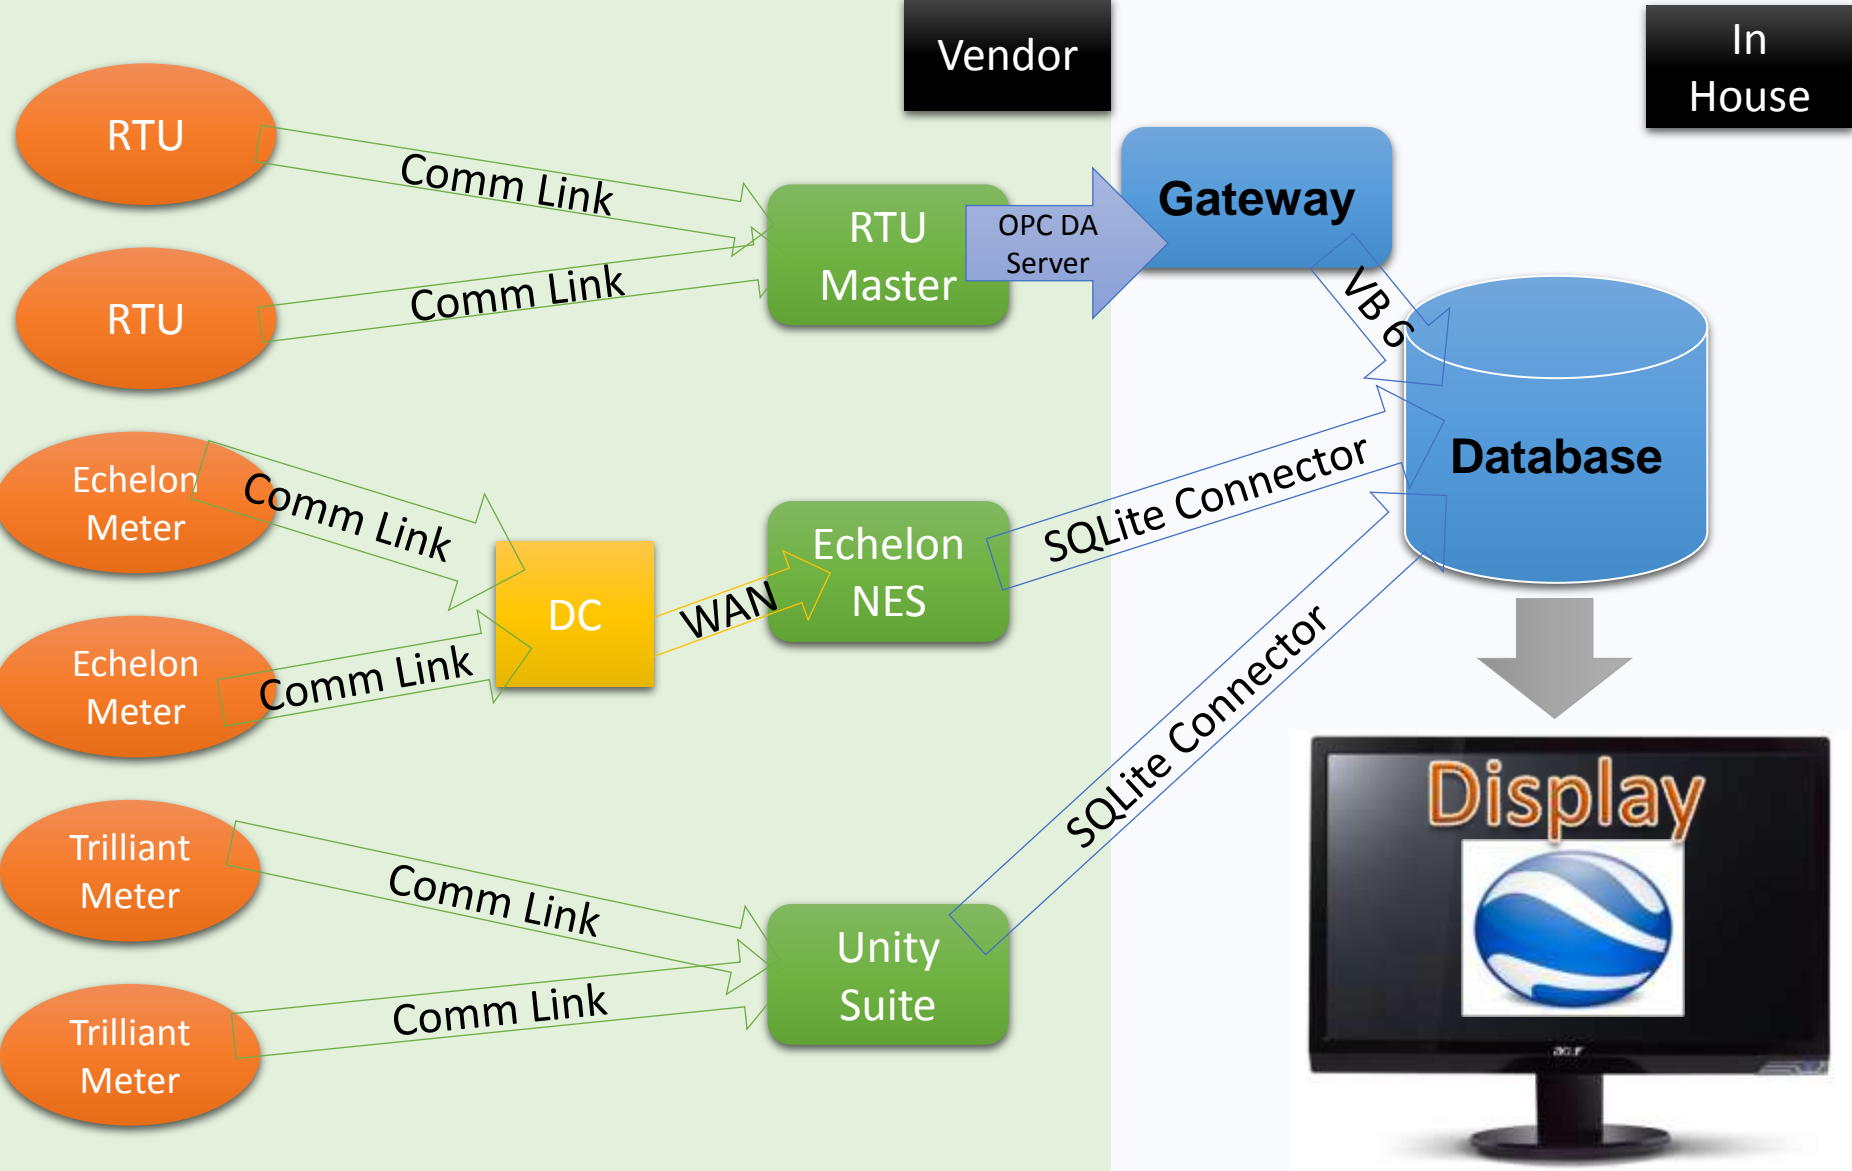 Vendor
In
House
RTU
Comm Link
RTU
Comm Link
RTU
Master
OPC DA
Server
Gateway
VB 6
Database
Echelon
Meter
Comm Link
Echelon
Meter
Comm Link
DC
WAN
Echelon
NES
SQLite Connector
Trilliant
Meter
Comm Link
Trilliant
Meter
Comm Link
Unity
Suite
SQLite Connector
Display
acer